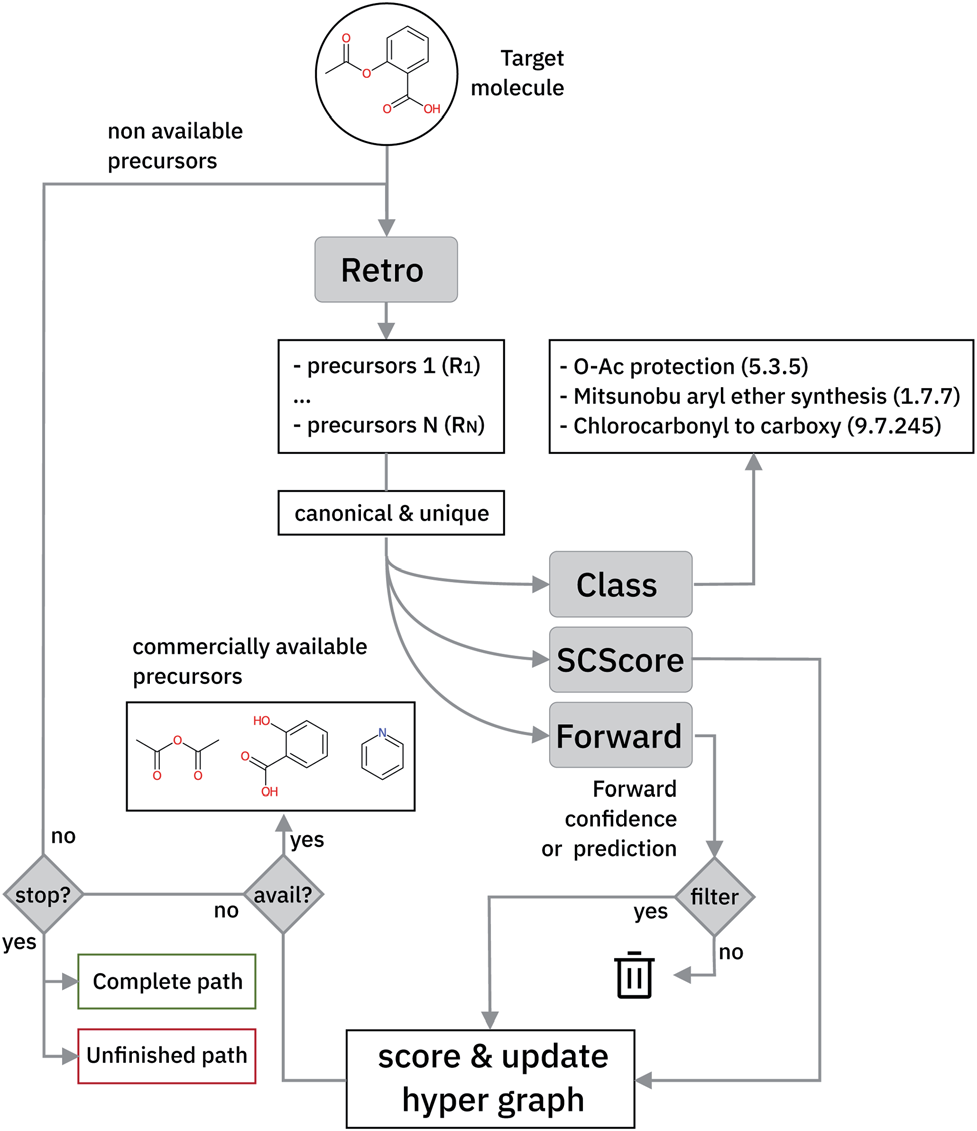 Target
molecule
O
O
O
OH
non available
precursors
Retro
- precursors 1 (R1)
...
- precursors N (RN)
- O-Ac protection (5.3.5)
- Mitsunobu aryl ether synthesis (1.7.7)
- Chlorocarbonyl to carboxy (9.7.245)
canonical & unique
Class
SCScore
Forward
commercially available
precursors
O
O
O
HO
O
OH
N
Forward
confidence
or prediction
no
yes
stop?
no
avail?
filter
yes
no
yes
Complete path
Unfinished path
score & update
hyper graph